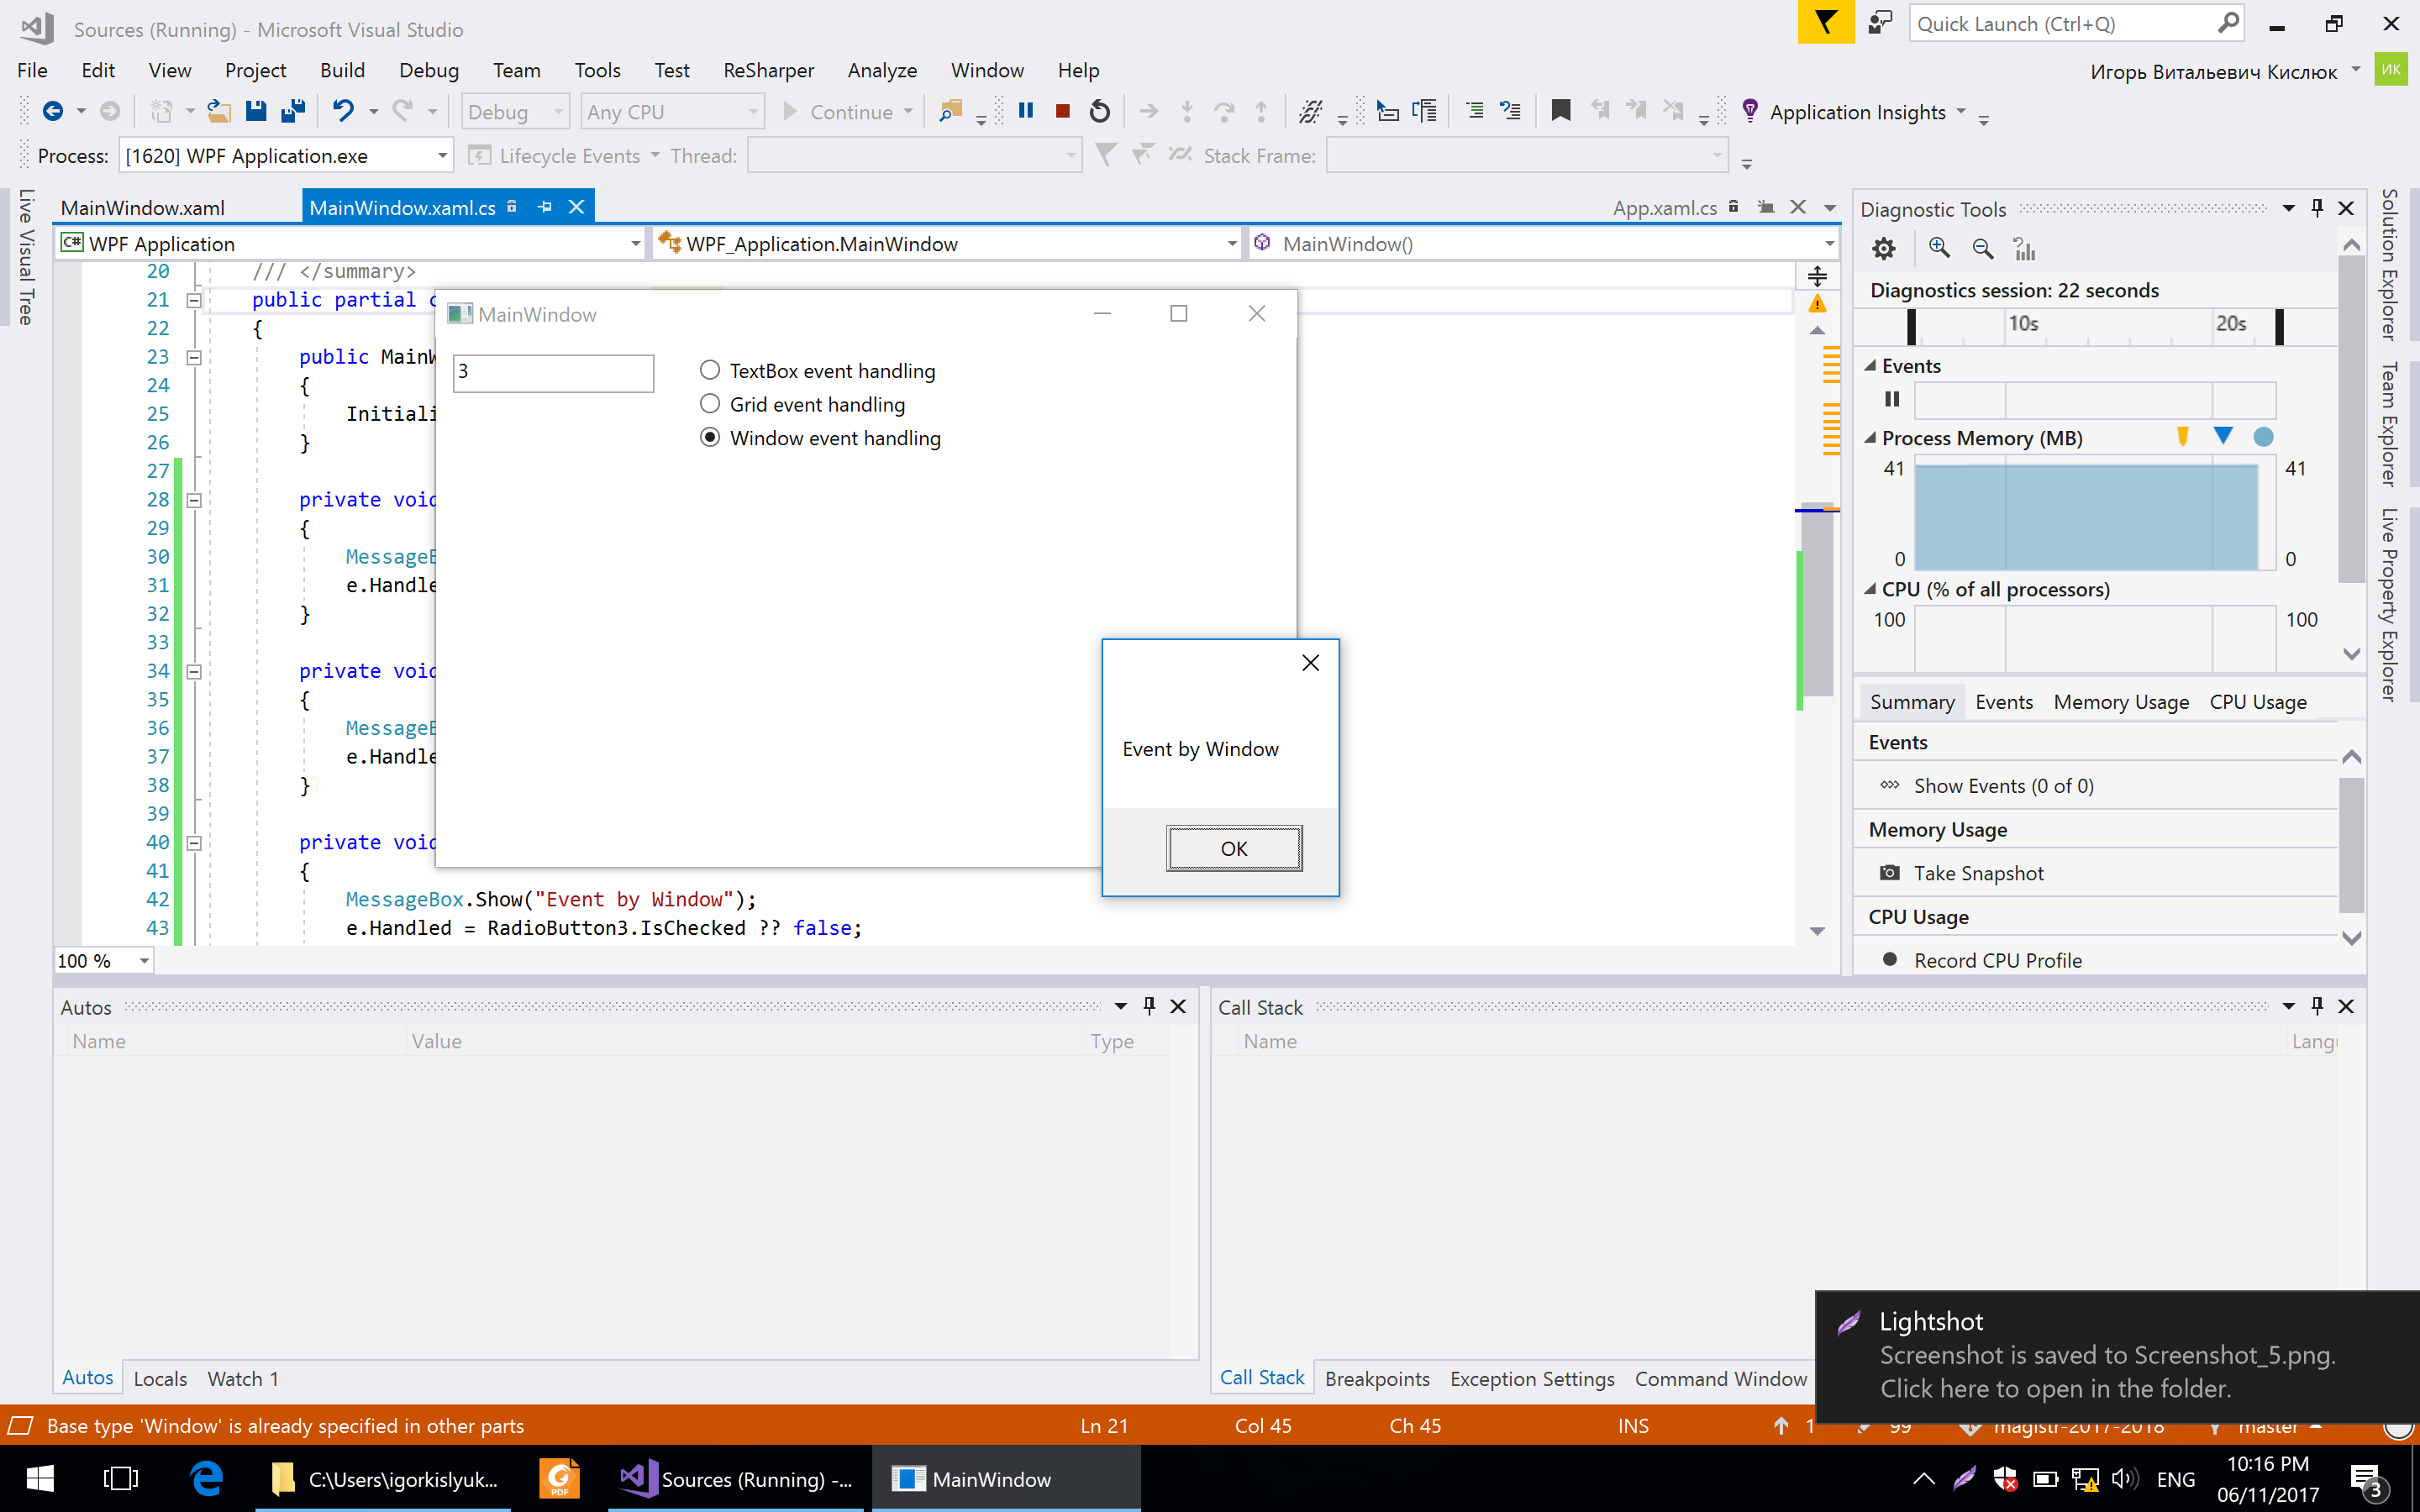 Sources (Running) - Microsoft Visual Studio
Quick Launch (Ctrl+Q)
File Edit View Project Build Debug Team Tools Test ReSharper Analyze Window Help
Игорь Витальевич Кислюк
ИК
Debug Any CPU Continue Application Insights
Process: [1620] WPF Application.exe Lifecycle Events Thread: Stack Frame:
Live Visual Tree
MainWindow.xaml MainWindow.xaml.cs App.xaml.cs
C# WPF Application WPF_Application.MainWindow MainWindow()
20 /// </summary>
21 public partial c
22 {
23 public MainW
24 {
25 Initiali
26 }
27
28 private void
29 {
30 MessageB
31 e.Handle
32 }
33
34 private void
35 {
36 MessageB
37 e.Handle
38 }
39
40 private void
41 {
42 MessageBox.Show("Event by Window");
43 e.Handled = RadioButton3.IsChecked ?? false;
100 %
MainWindow
3
TextBox event handling
Grid event handling
Window event handling
Event by Window
OK
Diagnostic Tools
Diagnostics session: 22 seconds
10s 20s
Events
Process Memory (MB)
41 41
0 0
CPU (% of all processors)
100 100
Summary Events Memory Usage CPU Usage
Events
Show Events (0 of 0)
Memory Usage
Take Snapshot
CPU Usage
Record CPU Profile
Solution Explorer
Team Explorer
Live Property Explorer
Autos
Name Value Type
Autos Locals Watch 1
Call Stack
Name Langu
Call Stack Breakpoints Exception Settings Command Window
Lightshot
Screenshot is saved to Screenshot_5.png.
Click here to open in the folder.
Base type 'Window' is already specified in other parts Ln 21 Col 45 Ch 45 INS 1 99 magistr-2017-2018 master
PDF
C:\Users\igorkislyuk... Sources (Running) -... MainWindow
ENG
10:16 PM
06/11/2017
3